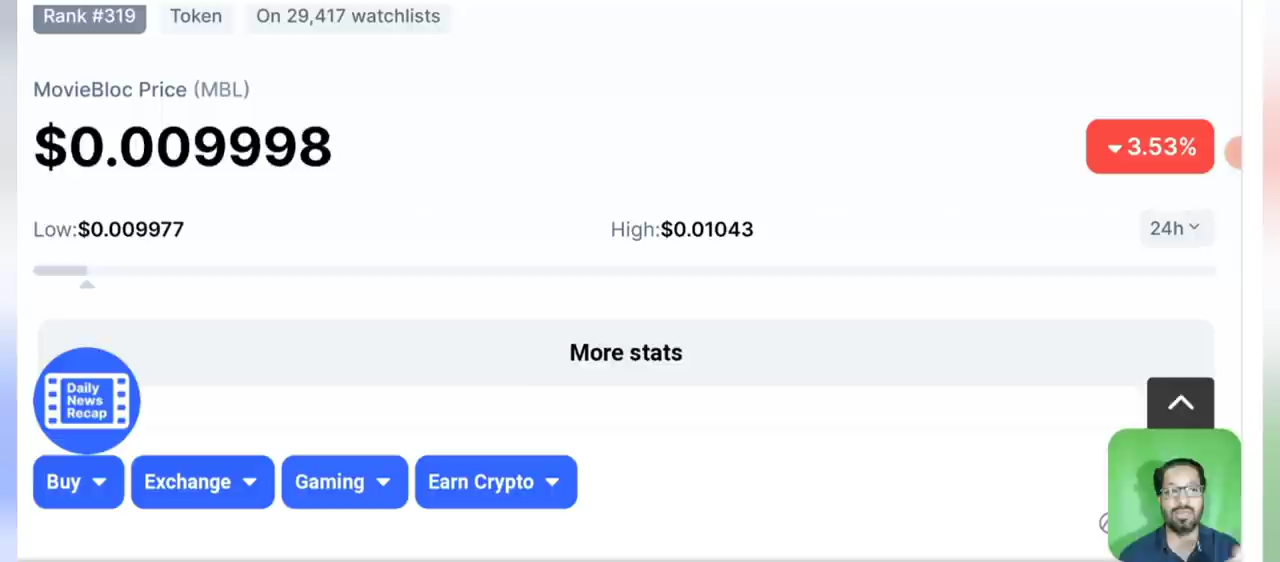 Rank #319 Token On 29,417 watchlists
MovieBloc Price (MBL)
$0.009998 3.53%
Low:$0.009977 High:$0.01043 24h
More stats
Daily
News
Recap
Buy Exchange Gaming Earn Crypto